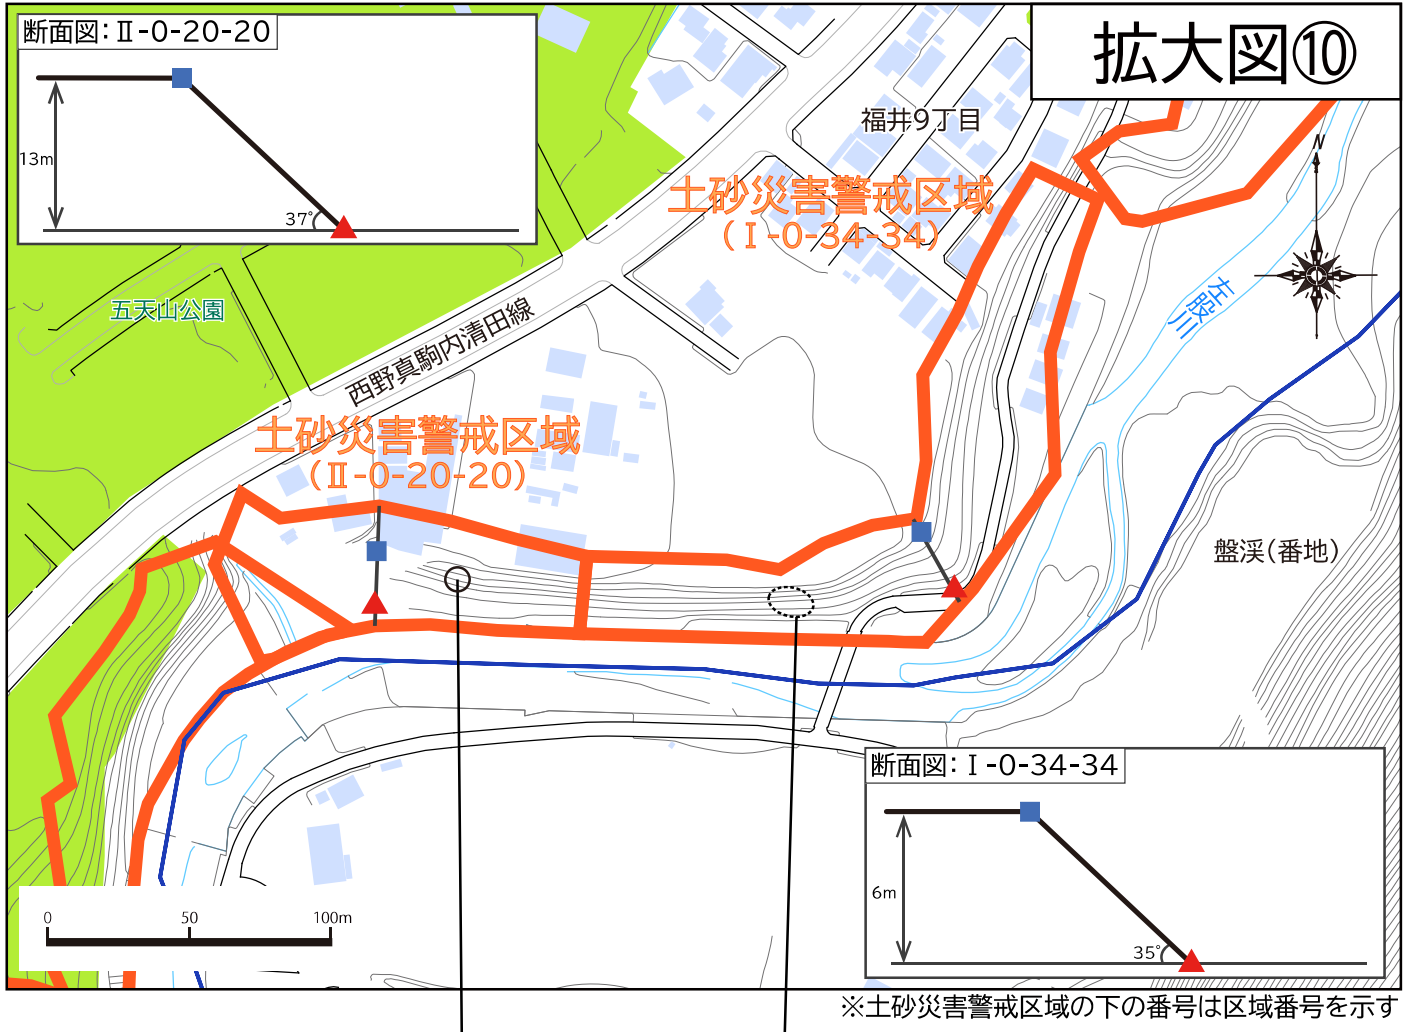 断面図：Ⅱ-0-20-20
13m
37°
拡大図⑩
福井9丁目
土砂災害警戒区域
（Ⅰ-0-34-34）
N
左股川
五天山公園
西野真駒内清田線
土砂災害警戒区域
（Ⅱ-0-20-20）
盤渓（番地）
断面図：Ⅰ-0-34-34
6m
35°
0 50 100m
※土砂災害警戒区域の下の番号は区域番号を示す